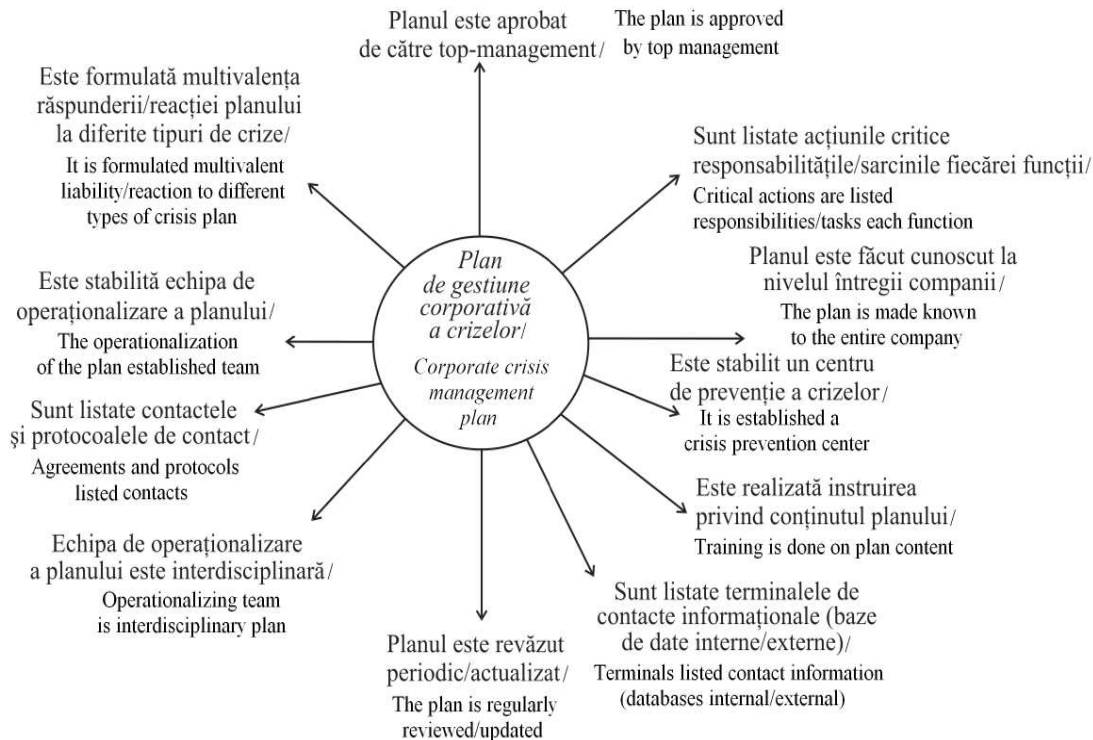 Planul este aprobat
de către top-management/
The plan is approved
by top management
Este formulată multivalența
răspunderii/reacției planului
la diferite tipuri de crize/
It is formulated multivalent
liability/reaction to different
types of crisis plan
Sunt listate acțiunile critice
responsabilitățile/sarcinile fiecărei funcții/
Critical actions are listed
responsibilities/tasks each function
Plan
de gestiune
corporativă
a crizelor/
Corporate crisis
management
plan
Planul este făcut cunoscut la
nivelul întregii companii/
The plan is made known
to the entire company
Este stabilită echipa de
operaționalizare a planului/
The operationalization
of the plan established team
Este stabilit un centru
de prevenție a crizelor/
It is established a
crisis prevention center
Sunt listate contactele
şi protocoalele de contact/
Agreements and protocols
listed contacts
Este realizată instruirea
privind conținutul planului/
Training is done on plan content
Echipa de operaționalizare
a planului este interdisciplinară/
Operationalizing team
is interdisciplinary plan
Sunt listate terminalele de
contacte informaționale (baze
de date interne/externe)/
Terminals listed contact information
(databases internal/external)
Planul este revăzut
periodic/actualizat/
The plan is regularly
reviewed/updated